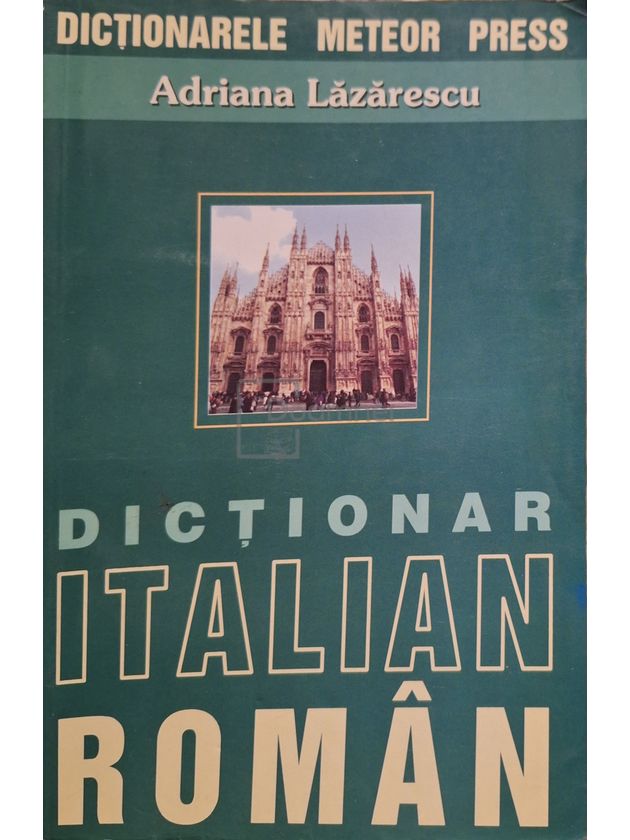 DICȚIONARELE METEOR PRESS
Adriana Lăzărescu
DICȚIONAR
ITALIAN
ROMÂN